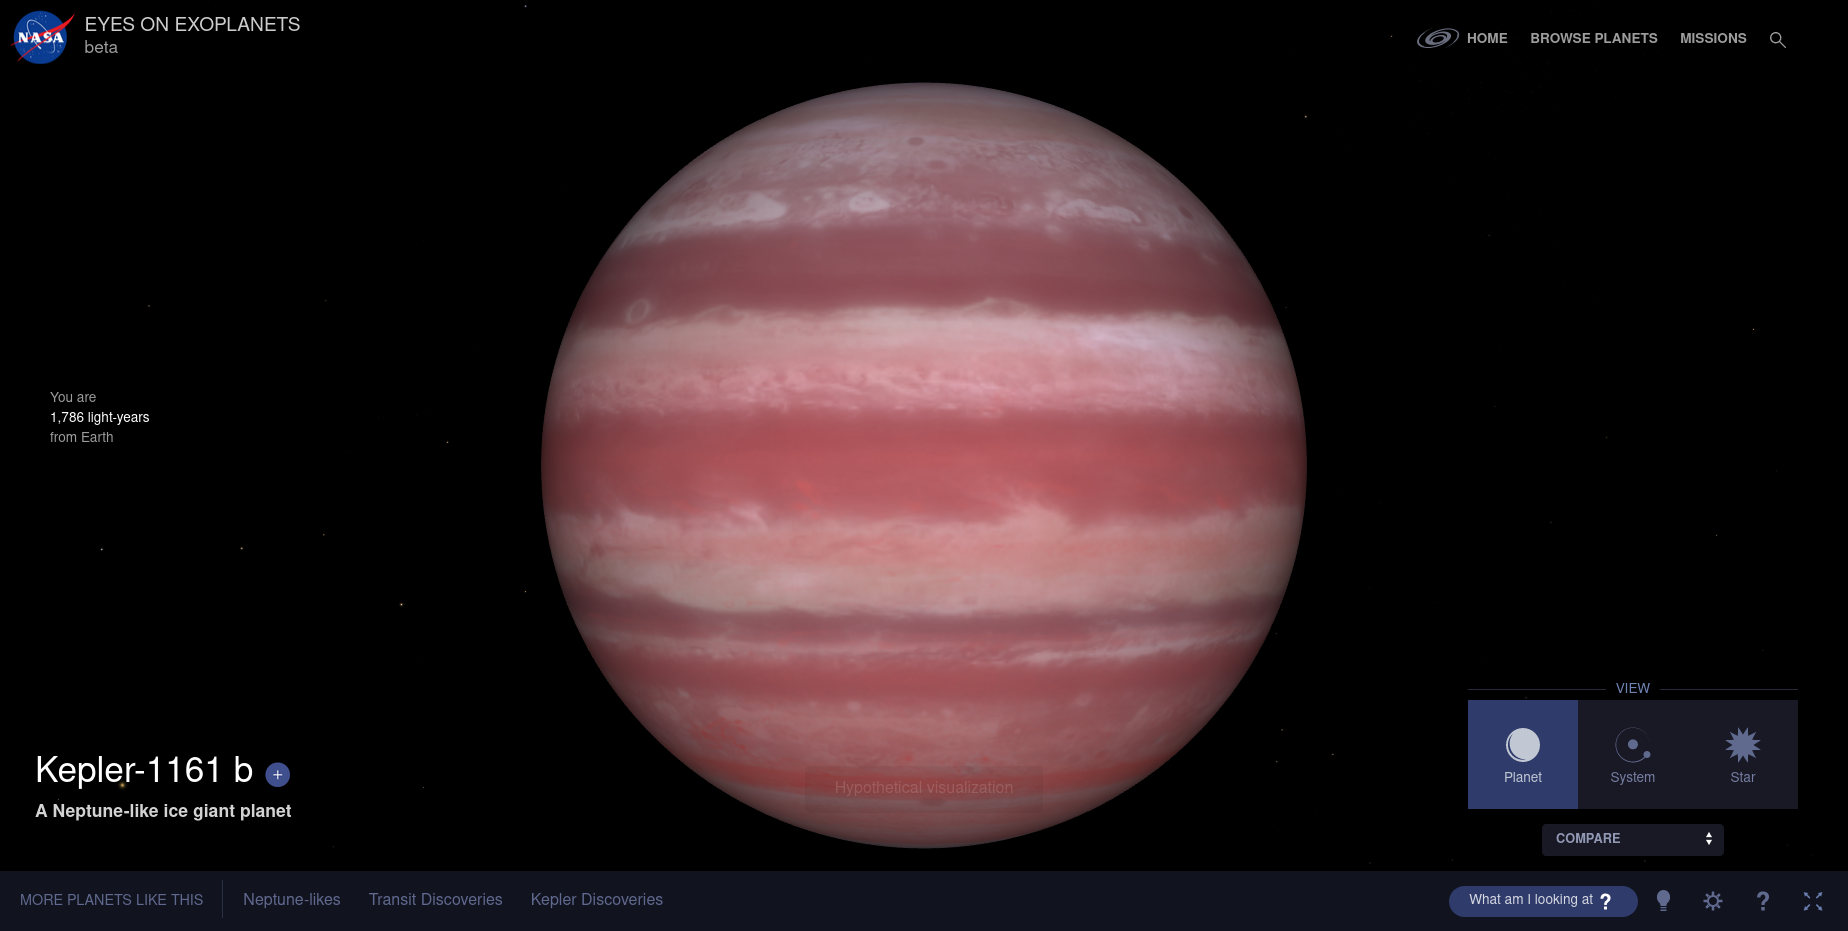 NASA
EYES ON EXOPLANETS
beta
HOME
BROWSE PLANETS
MISSIONS
You are
1,786 light-years
from Earth
Kepler-1161 b +
A Neptune-like ice giant planet
Hypothetical visualization
VIEW
Planet
System
Star
COMPARE
MORE PLANETS LIKE THIS
Neptune-likes
Transit Discoveries
Kepler Discoveries
What am I looking at ?
?